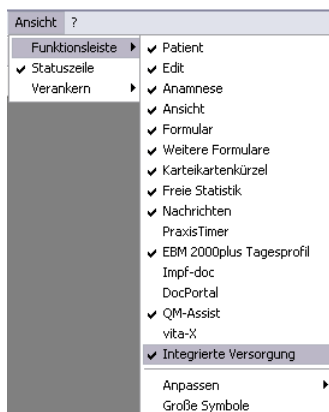 Ansicht ?
Funktionsleiste
Statuszeile
Verankern
Patient
Edit
Anamnese
Ansicht
Formular
Weitere Formulare
Karteikartenkürzel
Freie Statistik
Nachrichten
PraxisTimer
EBM 2000plus Tagesprofil
Impf-doc
DocPortal
QM-Assist
vita-X
Integrierte Versorgung
Anpassen
Große Symbole